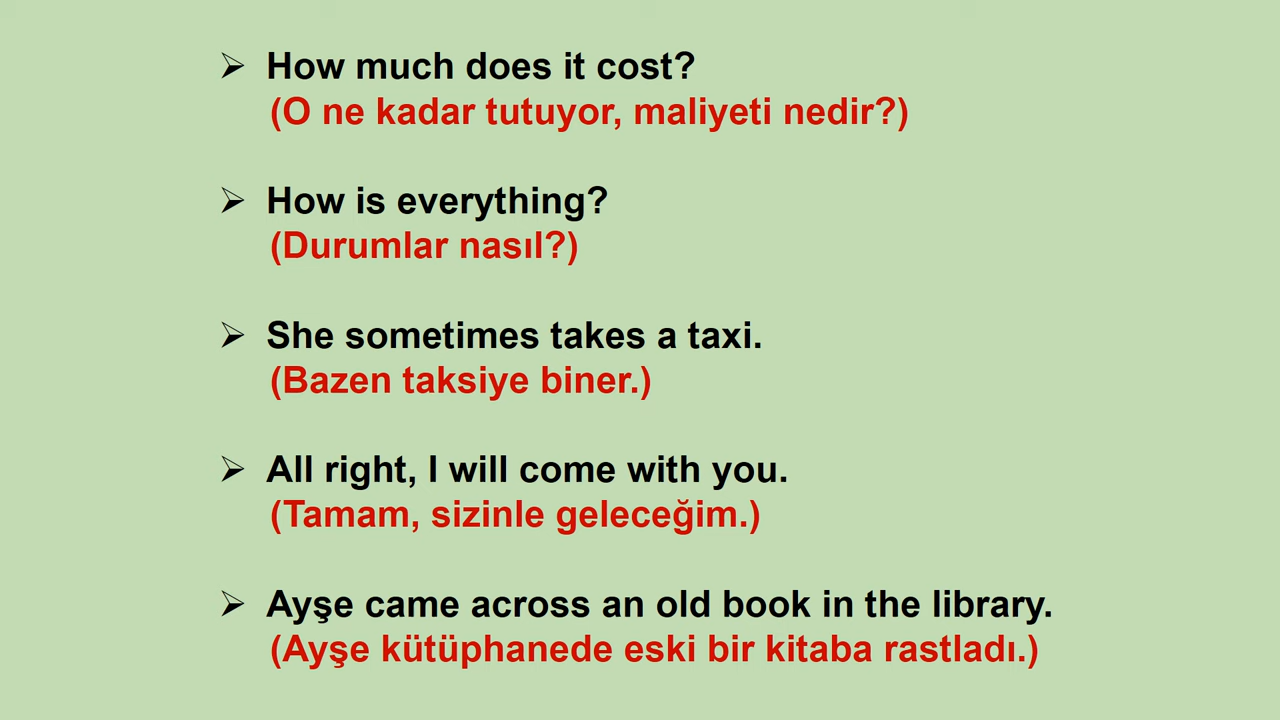 ➢ How much does it cost?
(O ne kadar tutuyor, maliyeti nedir?)
➢ How is everything?
(Durumlar nasıl?)
➢ She sometimes takes a taxi.
(Bazen taksiye biner.)
➢ All right, I will come with you.
(Tamam, sizinle geleceğim.)
➢ Ayşe came across an old book in the library.
(Ayşe kütüphanede eski bir kitaba rastladı.)